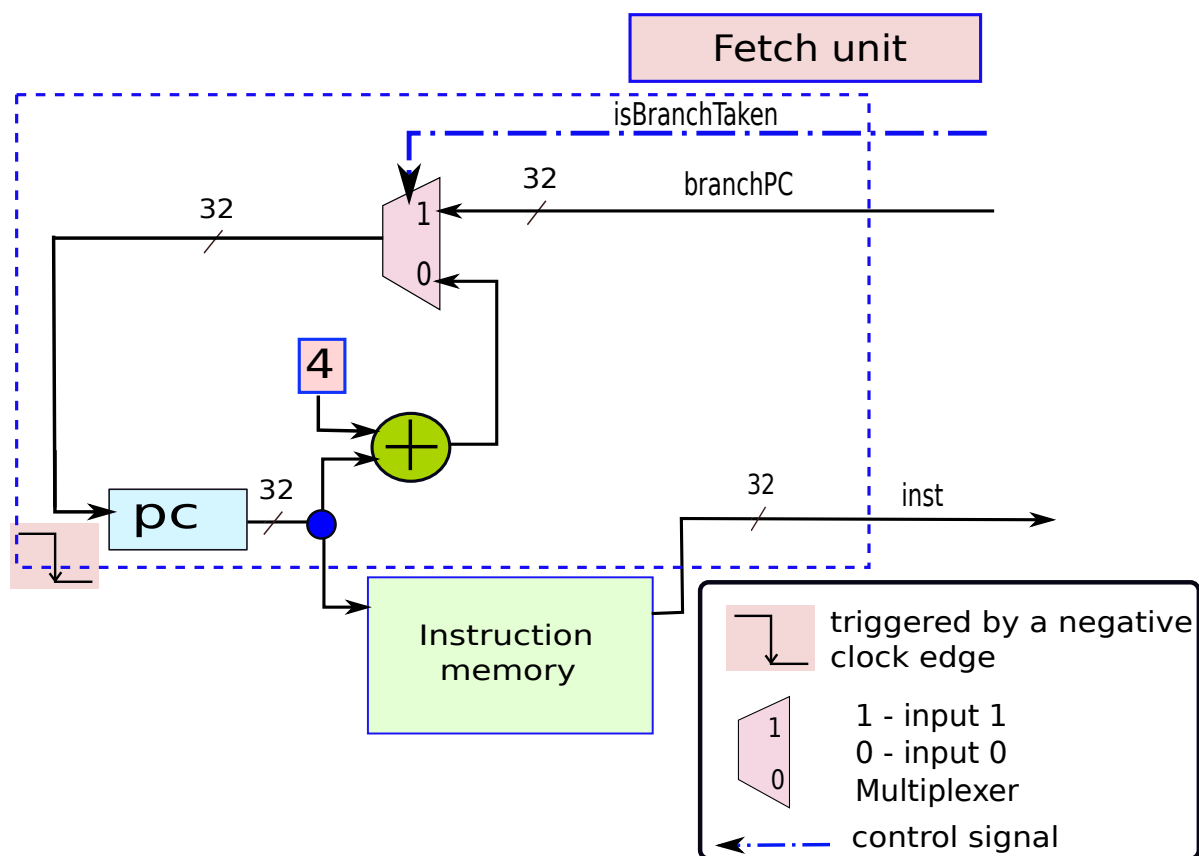 Fetch unit
isBranchTaken
branchPC
32
32
1
0
4
pc
32
32
inst
Instruction
memory
triggered by a negative
clock edge
1
0
1 - input 1
0 - input 0
Multiplexer
control signal